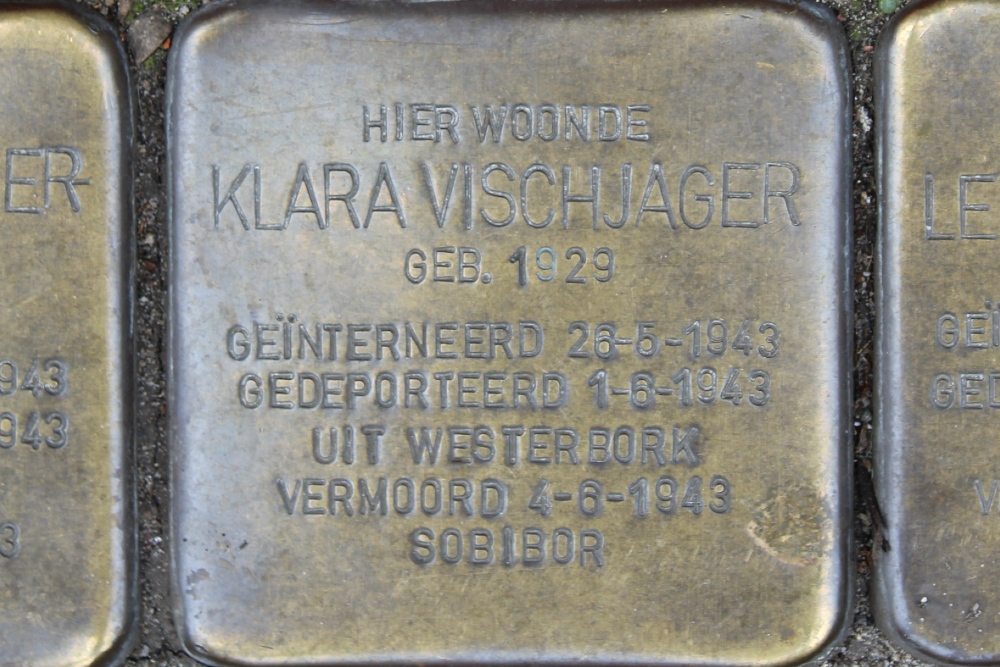 HIER WOONDE
KLARA VISCHJAGER
GEB. 1929
GEÏNTERNEERD 26-5-1943
GEDEPORTEERD 1-6-1943
UIT WESTERBORK
VERMOORD 4-6-1943
SOBIBOR